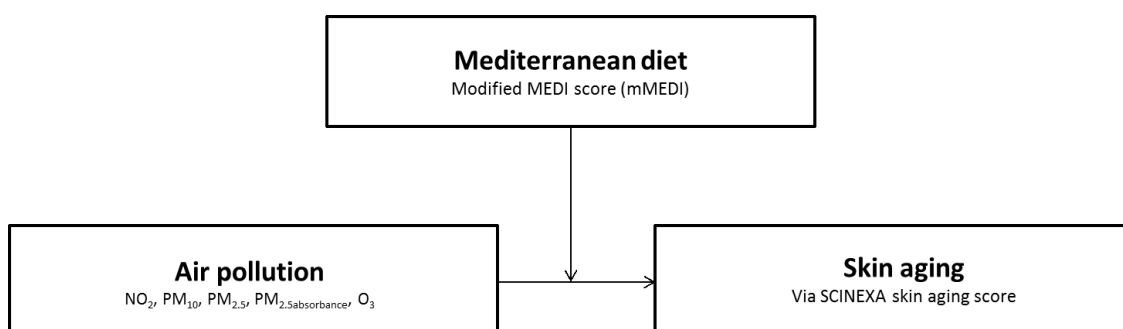 Mediterranean diet
Modified MEDI score (mMEDI)
Air pollution
NO₂, PM₁₀, PM₂.₅, PM₂.₅absorbance, O₃
Skin aging
Via SCINEXA skin aging score